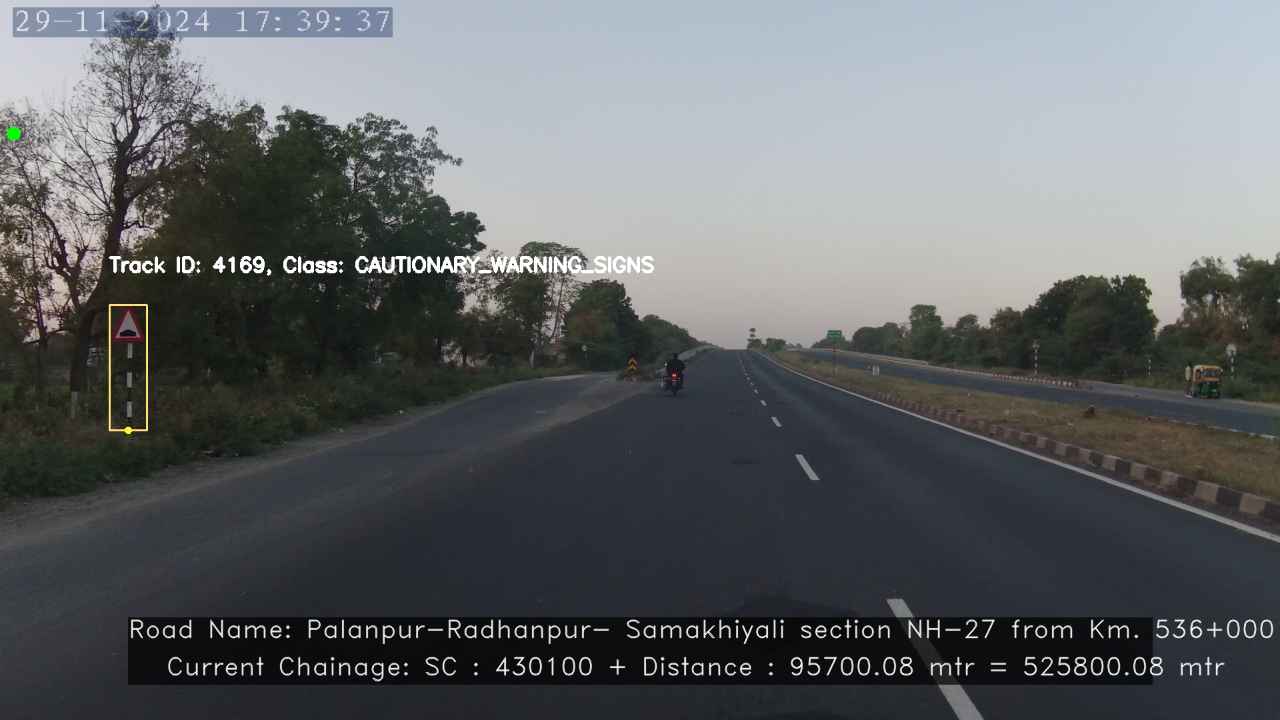 29-11-2024 17:39:37
Track ID: 4169, Class: CAUTIONARY_WARNING_SIGNS
Road Name: Palanpur-Radhanpur- Samakhiyali section NH-27 from Km. 536+000
Current Chainage: SC : 430100 + Distance : 95700.08 mtr = 525800.08 mtr